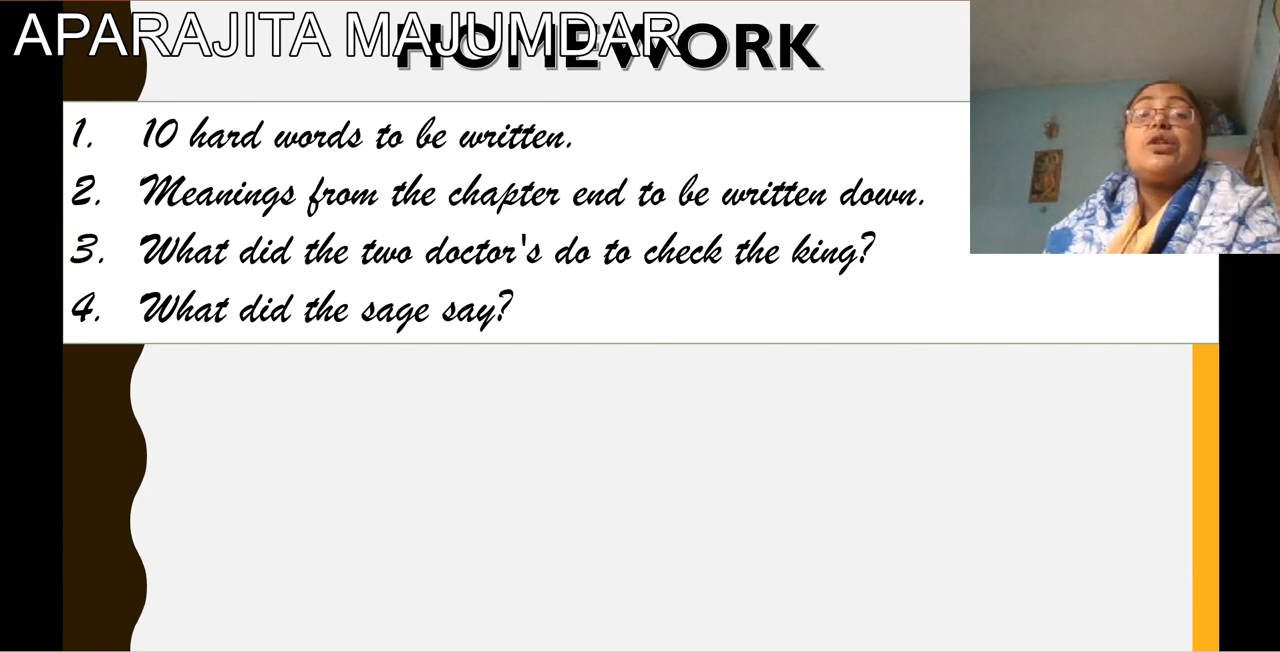 APARAJITA MAJUMDAR
HOMEWORK
1. 10 hard words to be written.
2. Meanings from the chapter end to be written down.
3. What did the two doctor's do to check the king?
4. What did the sage say?